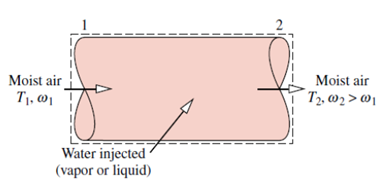 1
2
Moist air
T1, ω1
Moist air
T2, ω2 > ω1
Water injected
(vapor or liquid)